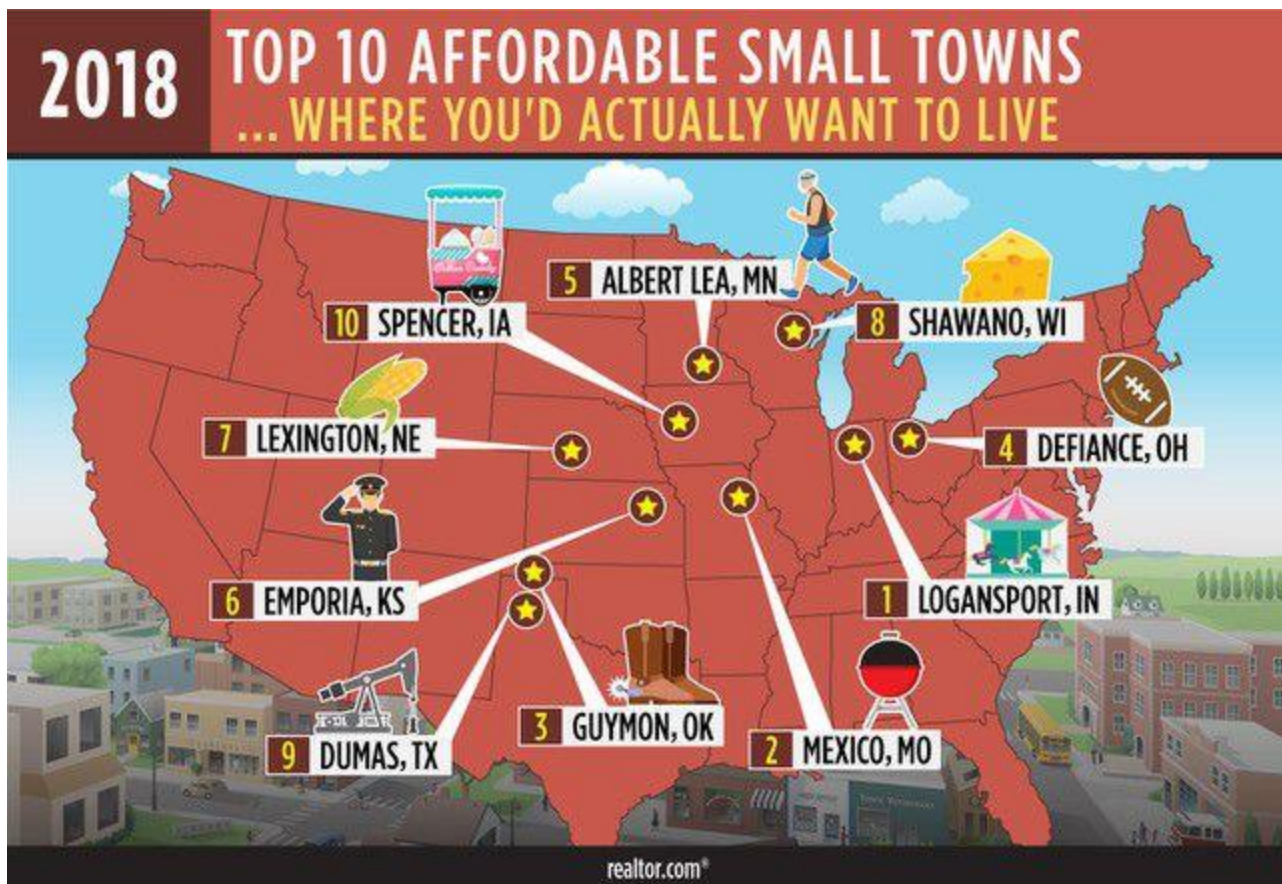 2018
TOP 10 AFFORDABLE SMALL TOWNS
... WHERE YOU'D ACTUALLY WANT TO LIVE
5 ALBERT LEA, MN
10 SPENCER, IA
8 SHAWANO, WI
7 LEXINGTON, NE
4 DEFIANCE, OH
6 EMPORIA, KS
1 LOGANSPORT, IN
3 GUYMON, OK
9 DUMAS, TX
2 MEXICO, MO
realtor.com®